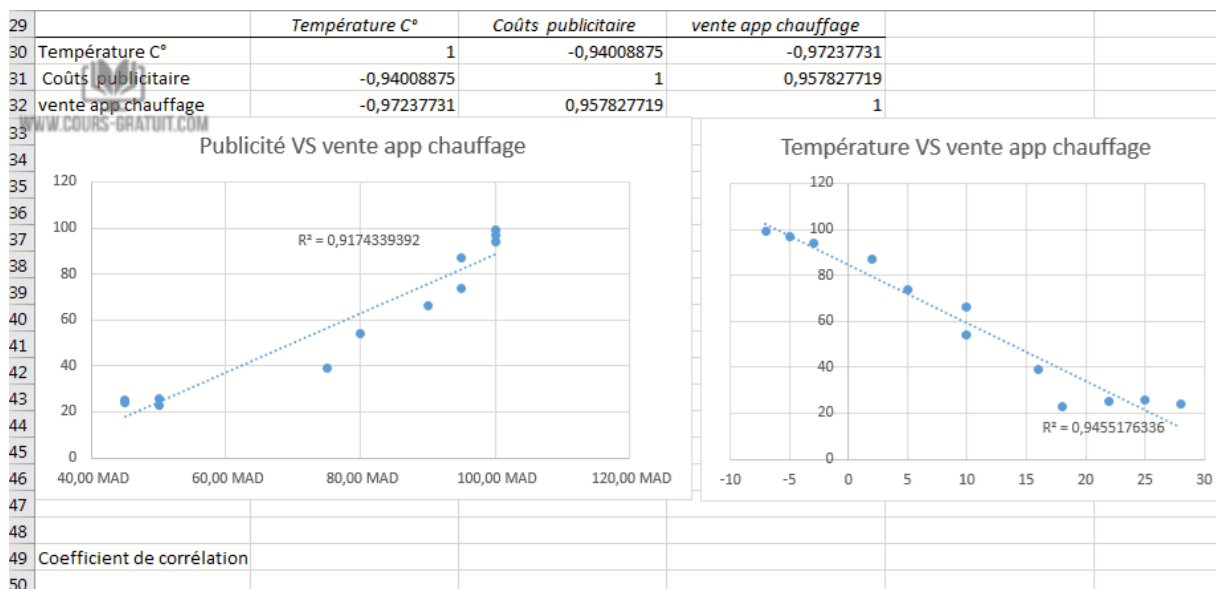 29 Température C° Coûts publicitaire vente app chauffage
30 Température C° 1 -0,94008875 -0,97237731
31 Coûts publicitaire -0,94008875 1 0,957827719
32 vente app chauffage -0,97237731 0,957827719 1
WWW.COURS-GRATUIT.COM
33
34
35
36
37
38
39
40
41
42
43
44
45
46
47
48
Publicité VS vente app chauffage
120
100
80
60
40
20
0
R² = 0,9174339392
40,00 MAD 60,00 MAD 80,00 MAD 100,00 MAD 120,00 MAD
Température VS vente app chauffage
120
100
80
60
40
20
0
R² = 0,9455176336
-10 -5 0 5 10 15 20 25 30
49 Coefficient de corrélation
50